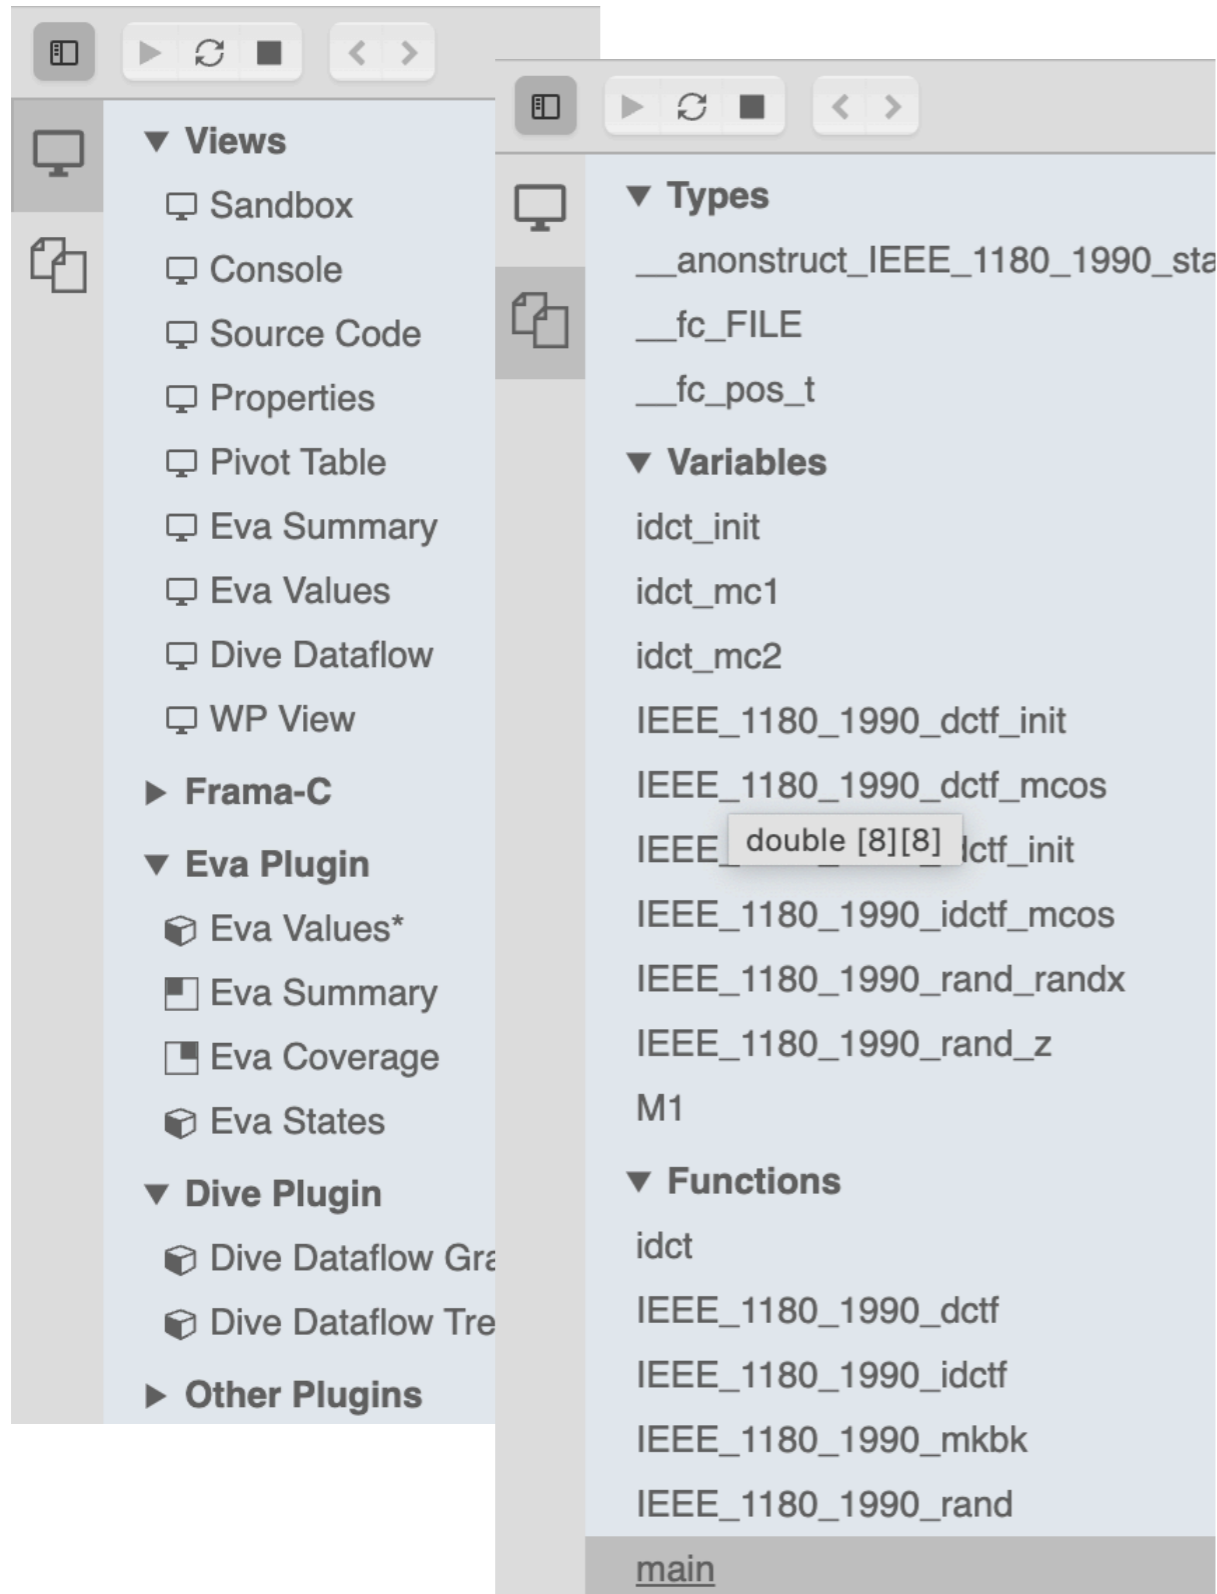 Views
Sandbox
Console
Source Code
Properties
Pivot Table
Eva Summary
Eva Values
Dive Dataflow
WP View
Frama-C
Eva Plugin
Eva Values*
Eva Summary
Eva Coverage
Eva States
Dive Plugin
Dive Dataflow Gra
Dive Dataflow Tre
Other Plugins
Types
__anonstruct_IEEE_1180_1990_sta
__fc_FILE
__fc_pos_t
Variables
idct_init
idct_mc1
idct_mc2
IEEE_1180_1990_dctf_init
IEEE_1180_1990_dctf_mcos
double [8][8]
IEEE_ dctf_init
IEEE_1180_1990_idctf_mcos
IEEE_1180_1990_rand_randx
IEEE_1180_1990_rand_z
M1
Functions
idct
IEEE_1180_1990_dctf
IEEE_1180_1990_idctf
IEEE_1180_1990_mkbk
IEEE_1180_1990_rand
main